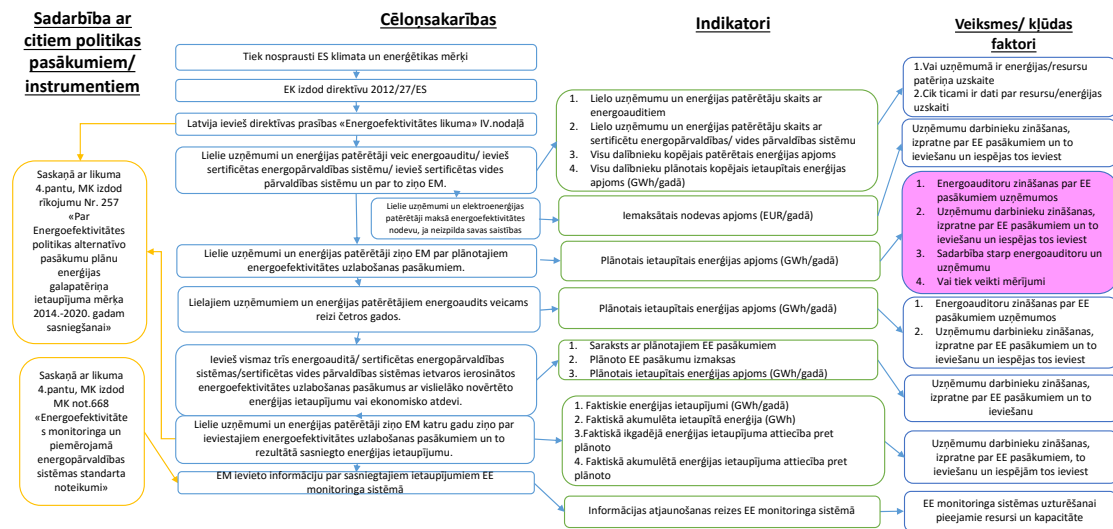 Sadarbība ar
citiem politikas
pasākumiem/
instrumentiem
Saskaņā ar likuma
4.pantu, MK izdod
rīkojumu Nr. 257
«Par
Energoefektivitātes
politikas alternatīvo
pasākumu plānu
enerģijas
galapatēriņa
ietaupījuma mērķa
2014.-2020. gadam
sasniegšanai»
Saskaņā ar likuma
4.pantu, MK izdod
MK not.668
«Energoefektivitāte
s monitoringa un
piemērojamā
energopārvaldības
sistēmas standarta
noteikumi»
Cēloņsakarības
Tiek nosprausti ES klimata un enerģētikas mērķi
EK izdod direktīvu 2012/27/ES
Latvija ievieš direktīvas prasības «Energoefektivitātes likuma» IV.nodaļā
Lielie uzņēmumi un enerģijas patērētāji veic energoauditu/ ievieš
sertificētas energopārvaldības sistēmu/ ievieš sertificētas vides
pārvaldības sistēmu un par to ziņo EM.
Lielie uzņēmumi un elektroenerģijas
patērētāji maksā energoefektivitātes
nodevu, ja neizpilda savas saistības
Lielie uzņēmumi un enerģijas patērētāji ziņo EM par plānotajiem
energoefektivitātes uzlabošanas pasākumiem.
Lielajiem uzņēmumiem un enerģijas patērētājiem energoaudits veicams
reizi četros gados.
Ievieš vismaz trīs energoauditā/ sertificētas energopārvaldības
sistēmas/sertificētas vides pārvaldības sistēmas ietvaros ierosinātos
energoefektivitātes uzlabošanas pasākumus ar vislielāko novērtēto
enerģijas ietaupījumu vai ekonomisko atdevi.
Lielie uzņēmumi un enerģijas patērētāji ziņo EM katru gadu ziņo par
ieviestajiem energoefektivitātes uzlabošanas pasākumiem un to
rezultātā sasniegto enerģijas ietaupījumu.
EM ievieto informāciju par sasniegtajiem ietaupījumiem EE
monitoringa sistēmā
Indikatori
1. Lielo uzņēmumu un enerģijas patērētāju skaits ar
energoauditiem
2. Lielo uzņēmumu un enerģijas patērētāju skaits ar
sertificētu energopārvaldības/ vides pārvaldības sistēmu
3. Visu dalībnieku kopējais patērētais enerģijas apjoms
4. Visu dalībnieku plānotais kopējais ietaupītais enerģijas
apjoms (GWh/gadā)
Iemaksātais nodevas apjoms (EUR/gadā)
Plānotais ietaupītais enerģijas apjoms (GWh/gadā)
Plānotais ietaupītais enerģijas apjoms (GWh/gadā)
1. Saraksts ar plānotajiem EE pasākumiem
2. Plānoto EE pasākumu izmaksas
3. Plānotais ietaupītais enerģijas apjoms (GWh/gadā)
1. Faktiskie enerģijas ietaupījumi (GWh/gadā)
2. Faktiskā akumulēta ietaupītā enerģija (GWh)
3.Faktiskā ikgadējā enerģijas ietaupījuma attiecība pret
plānoto
4. Faktiskā akumulētā enerģijas ietaupījuma attiecība pret
plānoto
Informācijas atjaunošanas reizes EE monitoringa sistēmā
Veiksmes/ kļūdas
faktori
1.Vai uzņēmumā ir enerģijas/resursu
patēriņa uzskaite
2.Cik ticami ir dati par resursu/enerģijas
uzskaiti
Uzņēmumu darbinieku zināšanas,
izpratne par EE pasākumiem un to
ieviešanu un iespējas tos ieviest
1. Energoauditoru zināšanas par EE
pasākumiem uzņēmumos
2. Uzņēmumu darbinieku zināšanas,
izpratne par EE pasākumiem un to
ieviešanu un iespējas tos ieviest
3. Sadarbība starp energoauditoru un
uzņēmumu
4. Vai tiek veikti mērījumi
1. Energoauditoru zināšanas par EE
pasākumiem uzņēmumos
2. Uzņēmumu darbinieku zināšanas,
izpratne par EE pasākumiem un to
ieviešanu un iespējas tos ieviest
Uzņēmumu darbinieku zināšanas,
izpratne par EE pasākumiem un to
ieviešanu
Uzņēmumu darbinieku zināšanas,
izpratne par EE pasākumiem, to
ieviešanu un iespējām tos ieviest
EE monitoringa sistēmas uzturēšanai
pieejamie resursi un kapacitāte